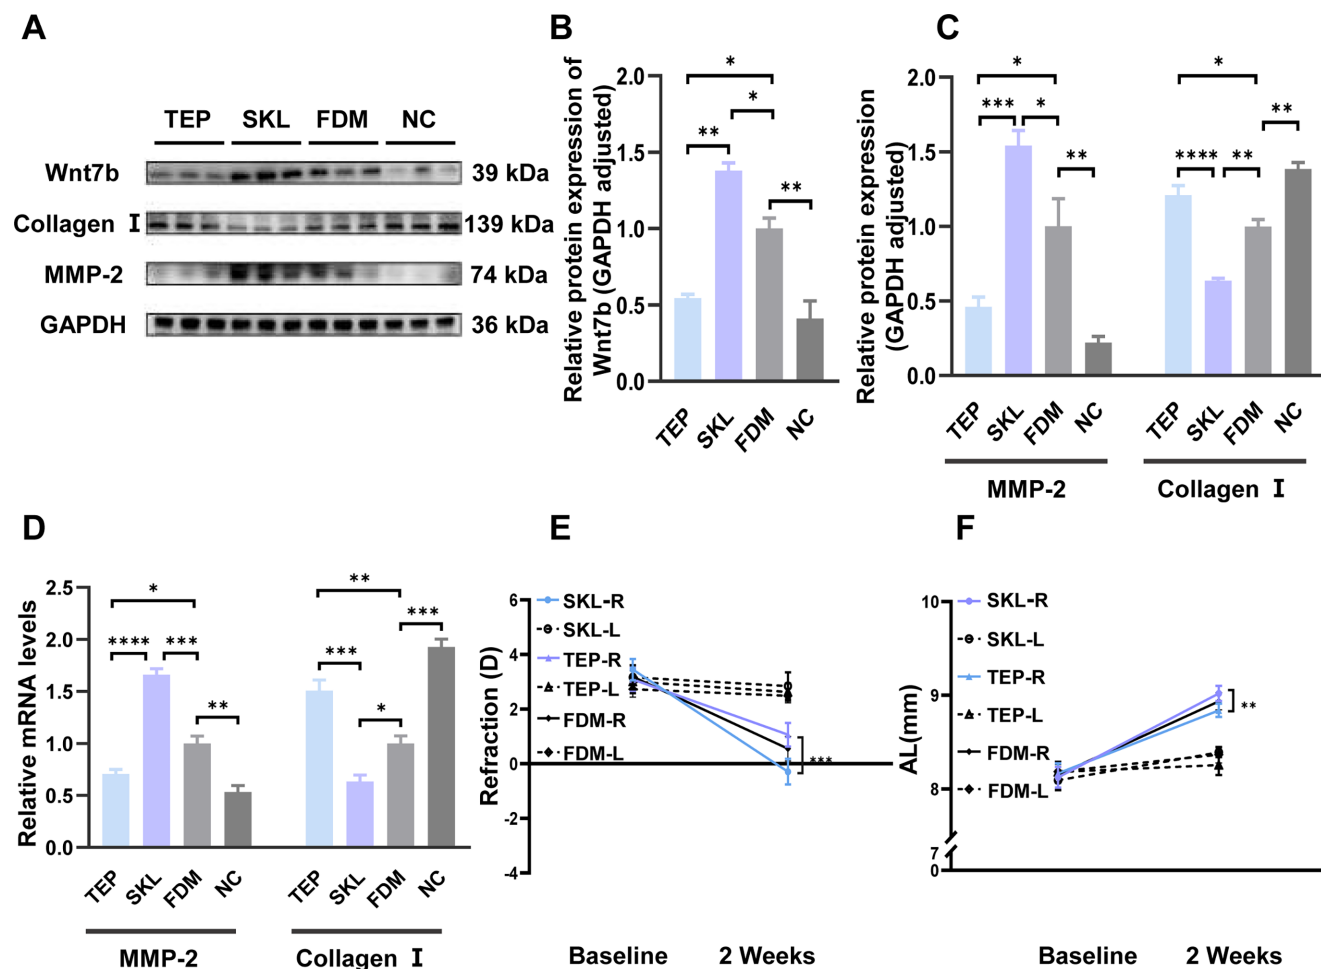 A
TEP SKL FDM NC
Wnt7b 39 kDa
Collagen I 139 kDa
MMP-2 74 kDa
GAPDH 36 kDa
B
Relative protein expression of
Wnt7b (GAPDH adjusted)
2.0
1.5
1.0
0.5
0.0
*
*
**
**
TEP SKL FDM NC
C
Relative protein expression
(GAPDH adjusted)
2.0
1.5
1.0
0.5
0.0
* *
*** * **
** **** **
TEP SKL FDM NC TEP SKL FDM NC
MMP-2 Collagen I
D
Relative mRNA levels
2.5
2.0
1.5
1.0
0.5
0.0
* **
**** *** ***
** *** *
TEP SKL FDM NC TEP SKL FDM NC
MMP-2 Collagen I
E
Refraction (D)
6
4
2
0
-2
-4
SKL-R
SKL-L
TEP-R
TEP-L
FDM-R
FDM-L
***
Baseline 2 Weeks
F
AL(mm)
10
9
8
7
0
SKL-R
SKL-L
TEP-R
TEP-L
FDM-R
FDM-L
**
Baseline 2 Weeks